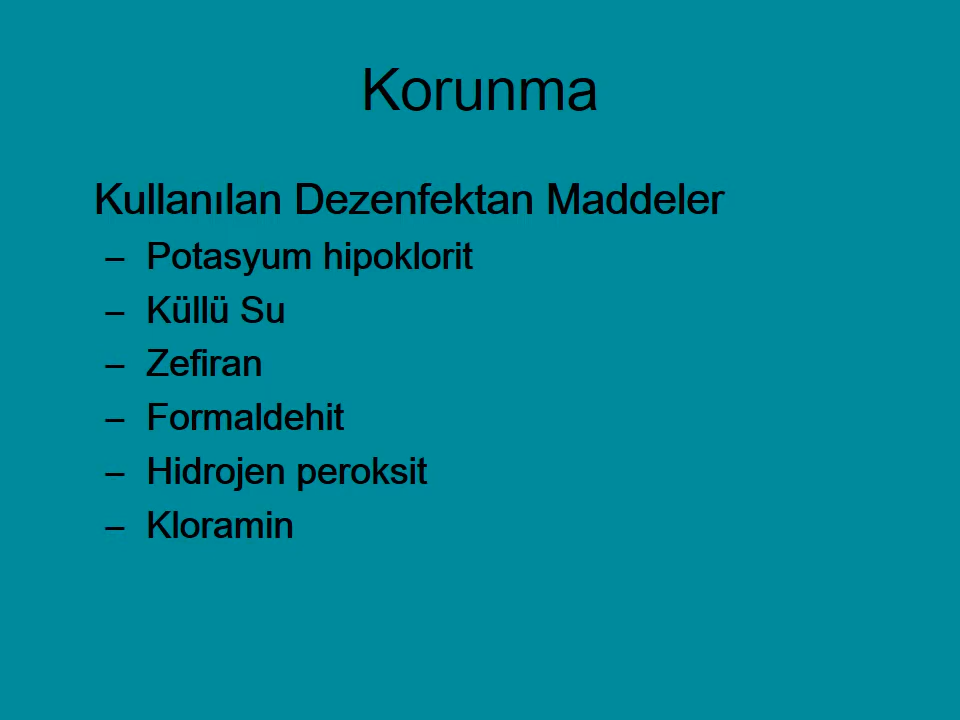 Korunma
Kullanılan Dezenfektan Maddeler
– Potasyum hipoklorit
– Küllü Su
– Zefiran
– Formaldehit
– Hidrojen peroksit
– Kloramin